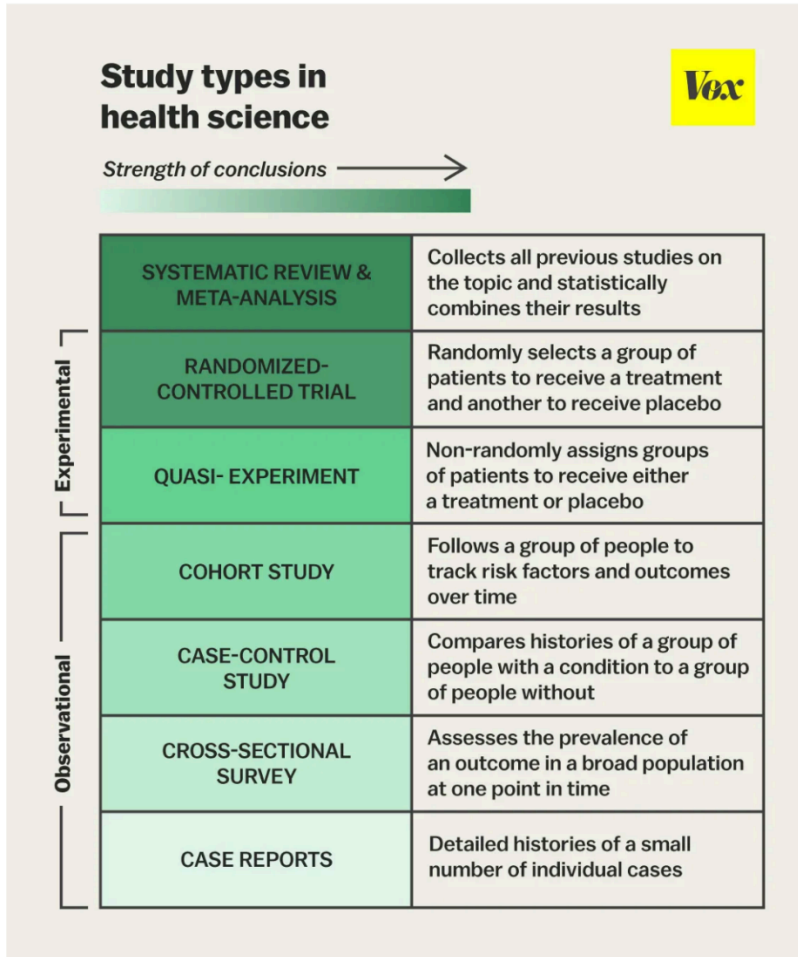 Study types in
health science
Vox
Strength of conclusions
SYSTEMATIC REVIEW &
META-ANALYSIS
Collects all previous studies on
the topic and statistically
combines their results
Experimental
RANDOMIZED-
CONTROLLED TRIAL
Randomly selects a group of
patients to receive a treatment
and another to receive placebo
QUASI- EXPERIMENT
Non-randomly assigns groups
of patients to receive either
a treatment or placebo
Observational
COHORT STUDY
Follows a group of people to
track risk factors and outcomes
over time
CASE-CONTROL
STUDY
Compares histories of a group of
people with a condition to a group
of people without
CROSS-SECTIONAL
SURVEY
Assesses the prevalence of
an outcome in a broad population
at one point in time
CASE REPORTS
Detailed histories of a small
number of individual cases